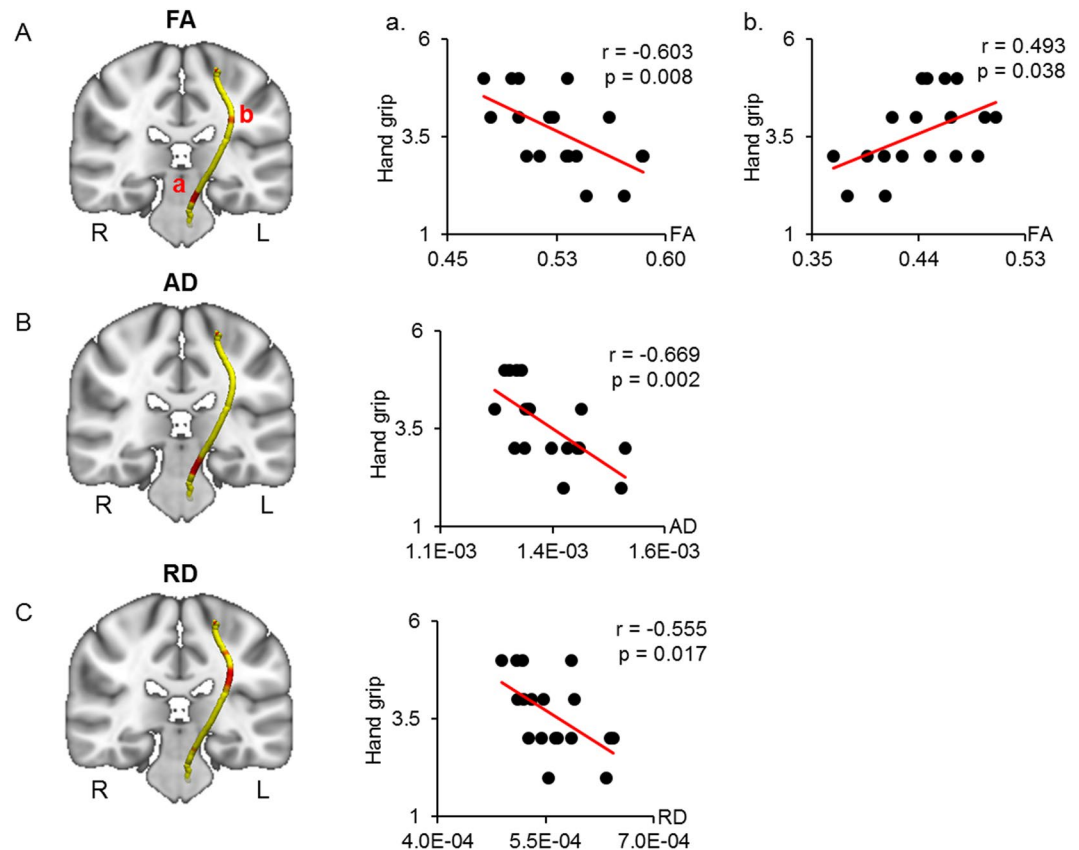 A
FA
b
a
R
L
a.
r = -0.603
p = 0.008
Hand grip
6
3.5
1
FA
0.45
0.53
0.60
b.
r = 0.493
p = 0.038
Hand grip
6
3.5
1
FA
0.35
0.44
0.53
B
AD
R
L
r = -0.669
p = 0.002
Hand grip
6
3.5
1
AD
1.1E-03
1.4E-03
1.6E-03
C
RD
R
L
r = -0.555
p = 0.017
Hand grip
6
3.5
1
RD
4.0E-04
5.5E-04
7.0E-04